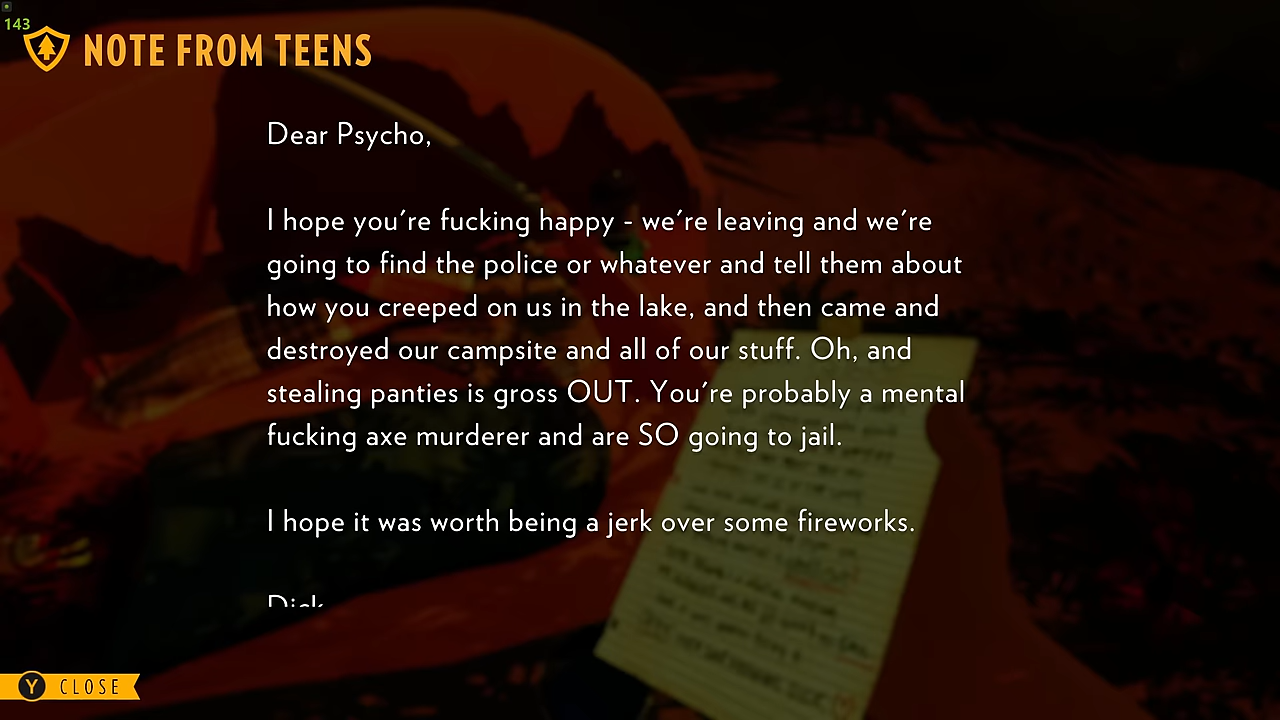 143
NOTE FROM TEENS
Dear Psycho,
I hope you're fucking happy - we're leaving and we're
going to find the police or whatever and tell them about
how you creeped on us in the lake, and then came and
destroyed our campsite and all of our stuff. Oh, and
stealing panties is gross OUT. You're probably a mental
fucking axe murderer and are SO going to jail.
I hope it was worth being a jerk over some fireworks.
Dick
Y CLOSE